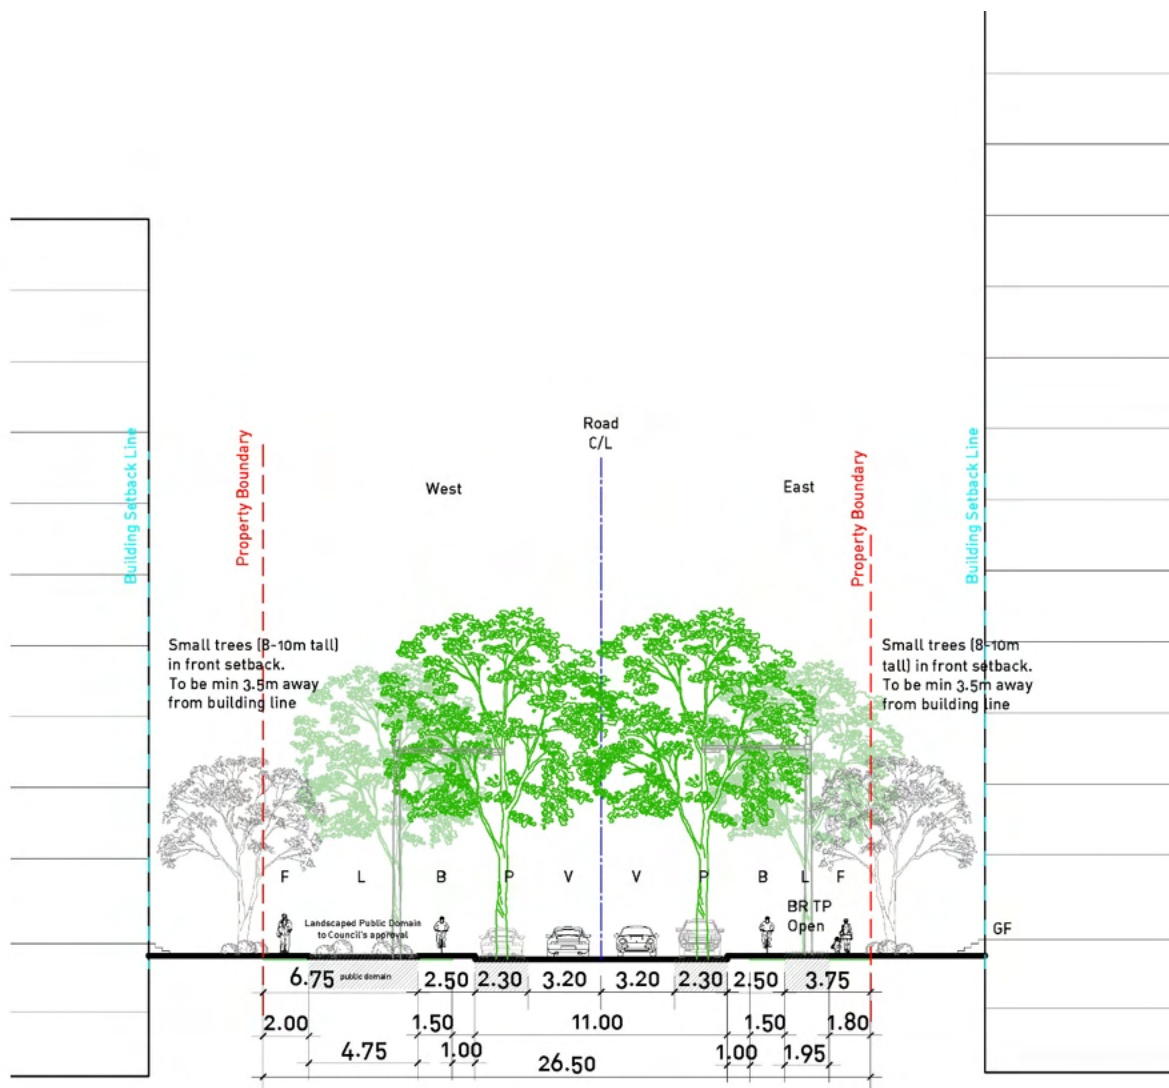 Road
C/L
West
East
Building Setback Line
Property Boundary
Property Boundary
Building Setback Line
Small trees (8-10m tall)
in front setback.
To be min 3.5m away
from building line
Small trees (8-10m
tall) in front setback.
To be min 3.5m away
from building line
F L B P V V P B L F
Landscaped Public Domain
to Council's approval
BR TP
Open
GF
6.75 public domain 2.50 2.30 3.20 3.20 2.30 2.50 3.75
2.00 1.50 11.00 1.50 1.80
4.75 1.00 26.50 1.00 1.95